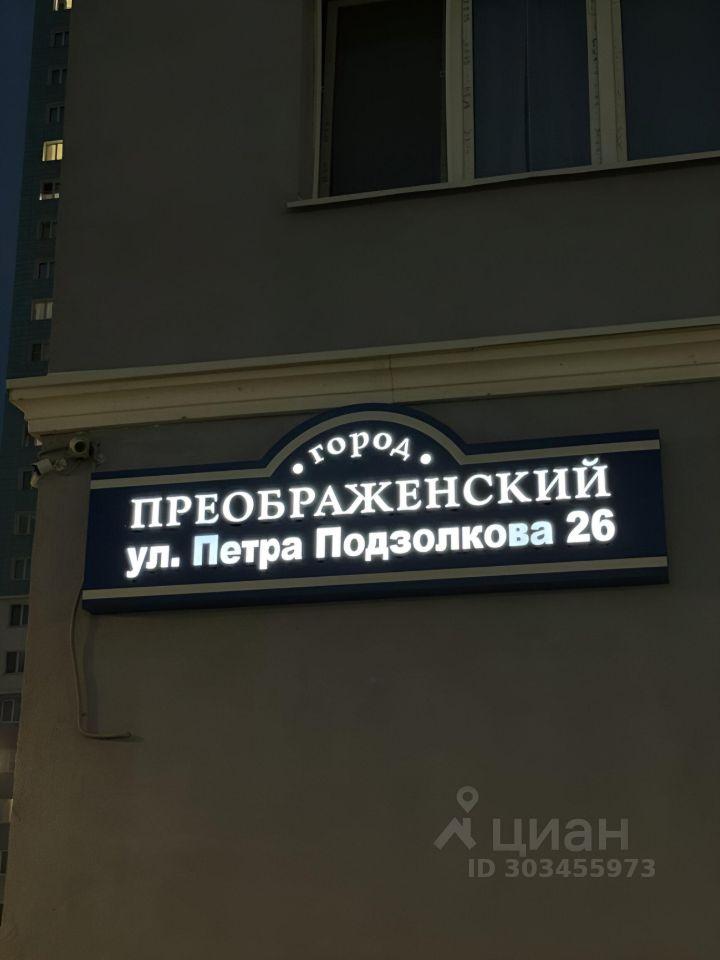 • город •
ПРЕОБРАЖЕНСКИЙ
ул. Петра Подзолкова 26
циан
ID 303455973